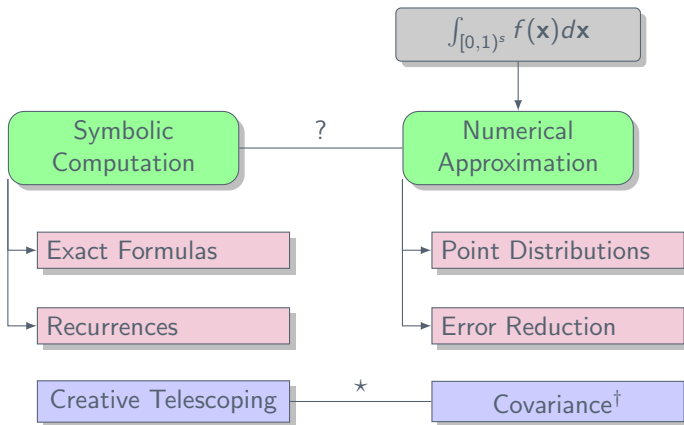 ∫_{[0,1)^s} f(𝐱)d𝐱
Symbolic
Computation
?
Numerical
Approximation
Exact Formulas
Point Distributions
Recurrences
Error Reduction
Creative Telescoping
⋆
Covariance†